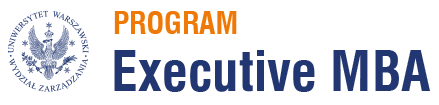 UNIWERSYTET WARSZAWSKI
WYDZIAŁ ZARZĄDZANIA
PROGRAM
Executive MBA